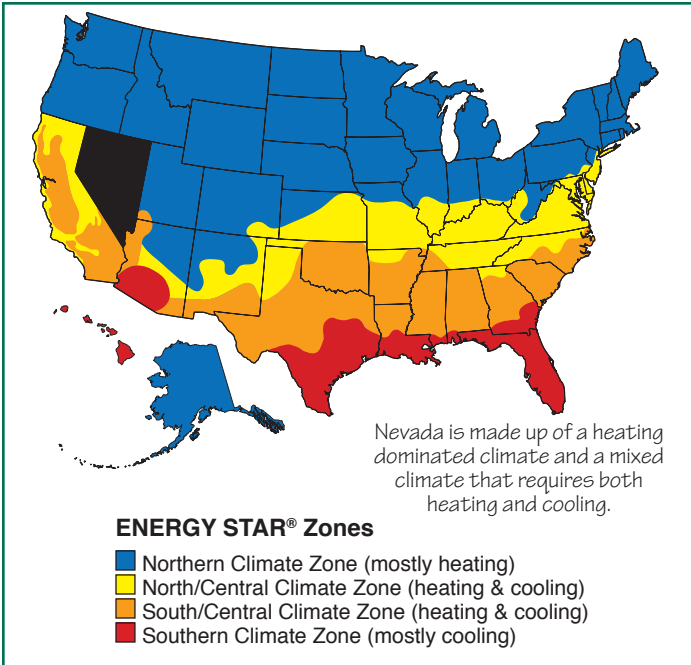 Nevada is made up of a heating
dominated climate and a mixed
climate that requires both
heating and cooling.
ENERGY STAR® Zones
Northern Climate Zone (mostly heating)
North/Central Climate Zone (heating & cooling)
South/Central Climate Zone (heating & cooling)
Southern Climate Zone (mostly cooling)